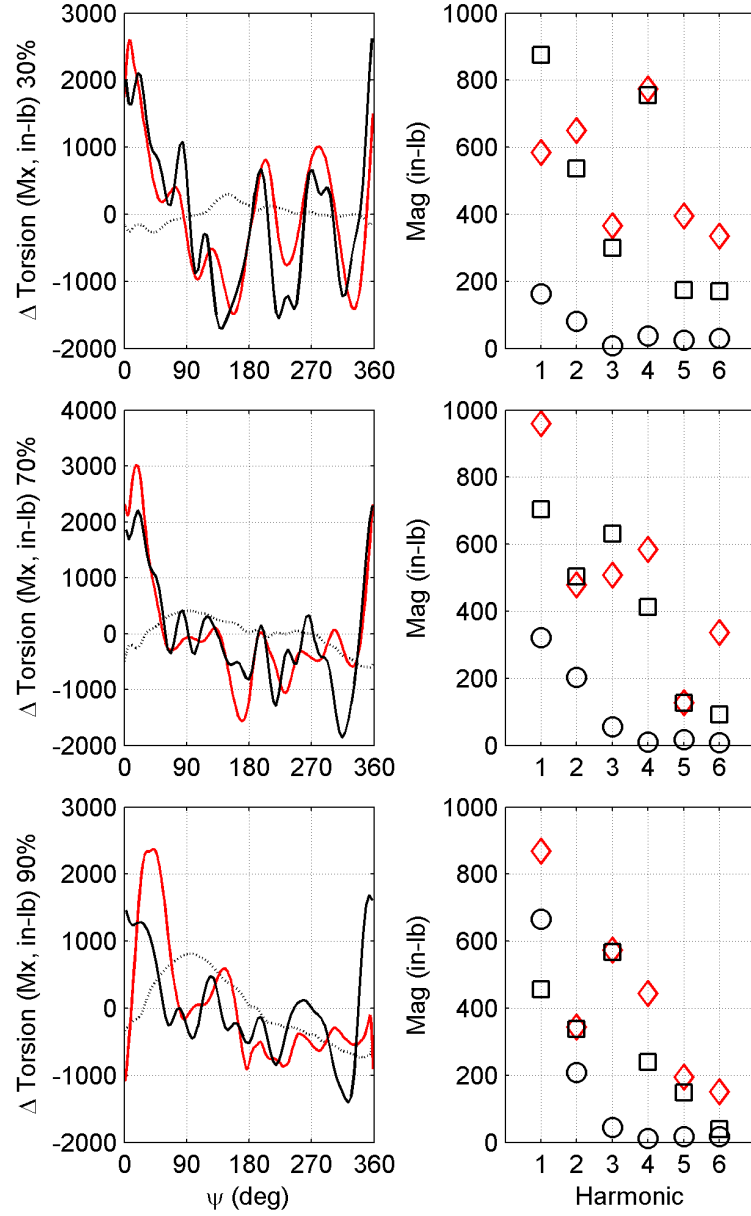 Δ Torsion (Mx, in-lb) 30%
3000
2000
1000
0
-1000
-2000
0 90 180 270 360
Mag (in-lb)
1000
800
600
400
200
0
1 2 3 4 5 6
Δ Torsion (Mx, in-lb) 70%
4000
3000
2000
1000
0
-1000
-2000
0 90 180 270 360
Mag (in-lb)
1000
800
600
400
200
0
1 2 3 4 5 6
Δ Torsion (Mx, in-lb) 90%
3000
2000
1000
0
-1000
-2000
0 90 180 270 360
ψ (deg)
Mag (in-lb)
1000
800
600
400
200
0
1 2 3 4 5 6
Harmonic